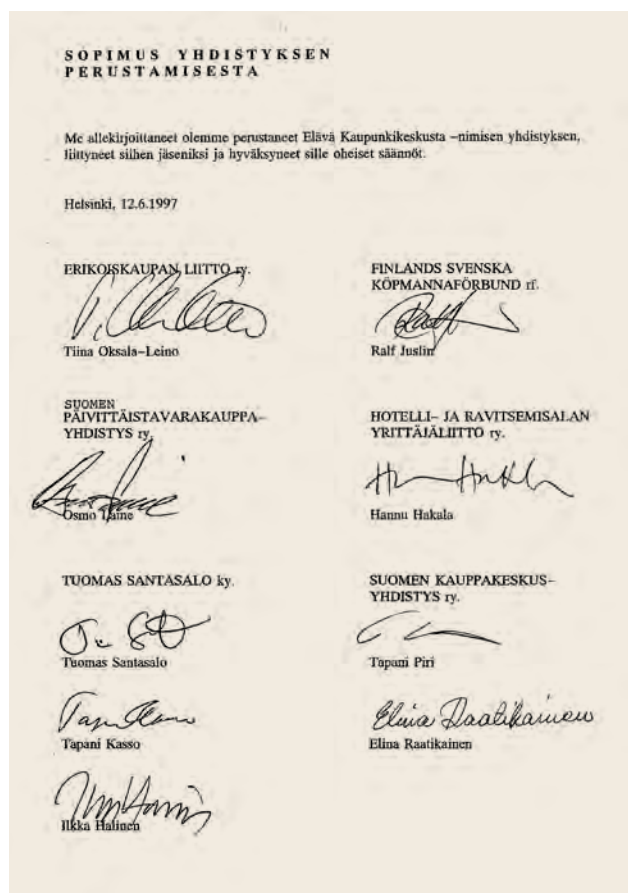 SOPIMUS YHDISTYKSEN
PERUSTAMISESTA
Me allekirjoittaneet olemme perustaneet Elävä Kaupunkikeskusta –nimisen yhdistyksen,
liittyneet siihen jäseniksi ja hyväksyneet sille oheiset säännöt.
Helsinki, 12.6.1997
ERIKOISKAUPAN LIITTO ry.
Tiina Oksala–Leino
FINLANDS SVENSKA
KÖPMANNAFÖRBUND rf.
Ralf Juslin
SUOMEN
PÄIVITTÄISTAVARAKAUPPA–
YHDISTYS ry.
Osmo Laine
HOTELLI– JA RAVITSEMISALAN
YRITTÄJÄLIITTO ry.
Hannu Hakala
TUOMAS SANTASALO ky.
Tuomas Santasalo
SUOMEN KAUPPAKESKUS–
YHDISTYS ry.
Tapani Piri
Tapani Kasso
Elina Raatikainen
Elina Raatikainen
Ilkka Halinen